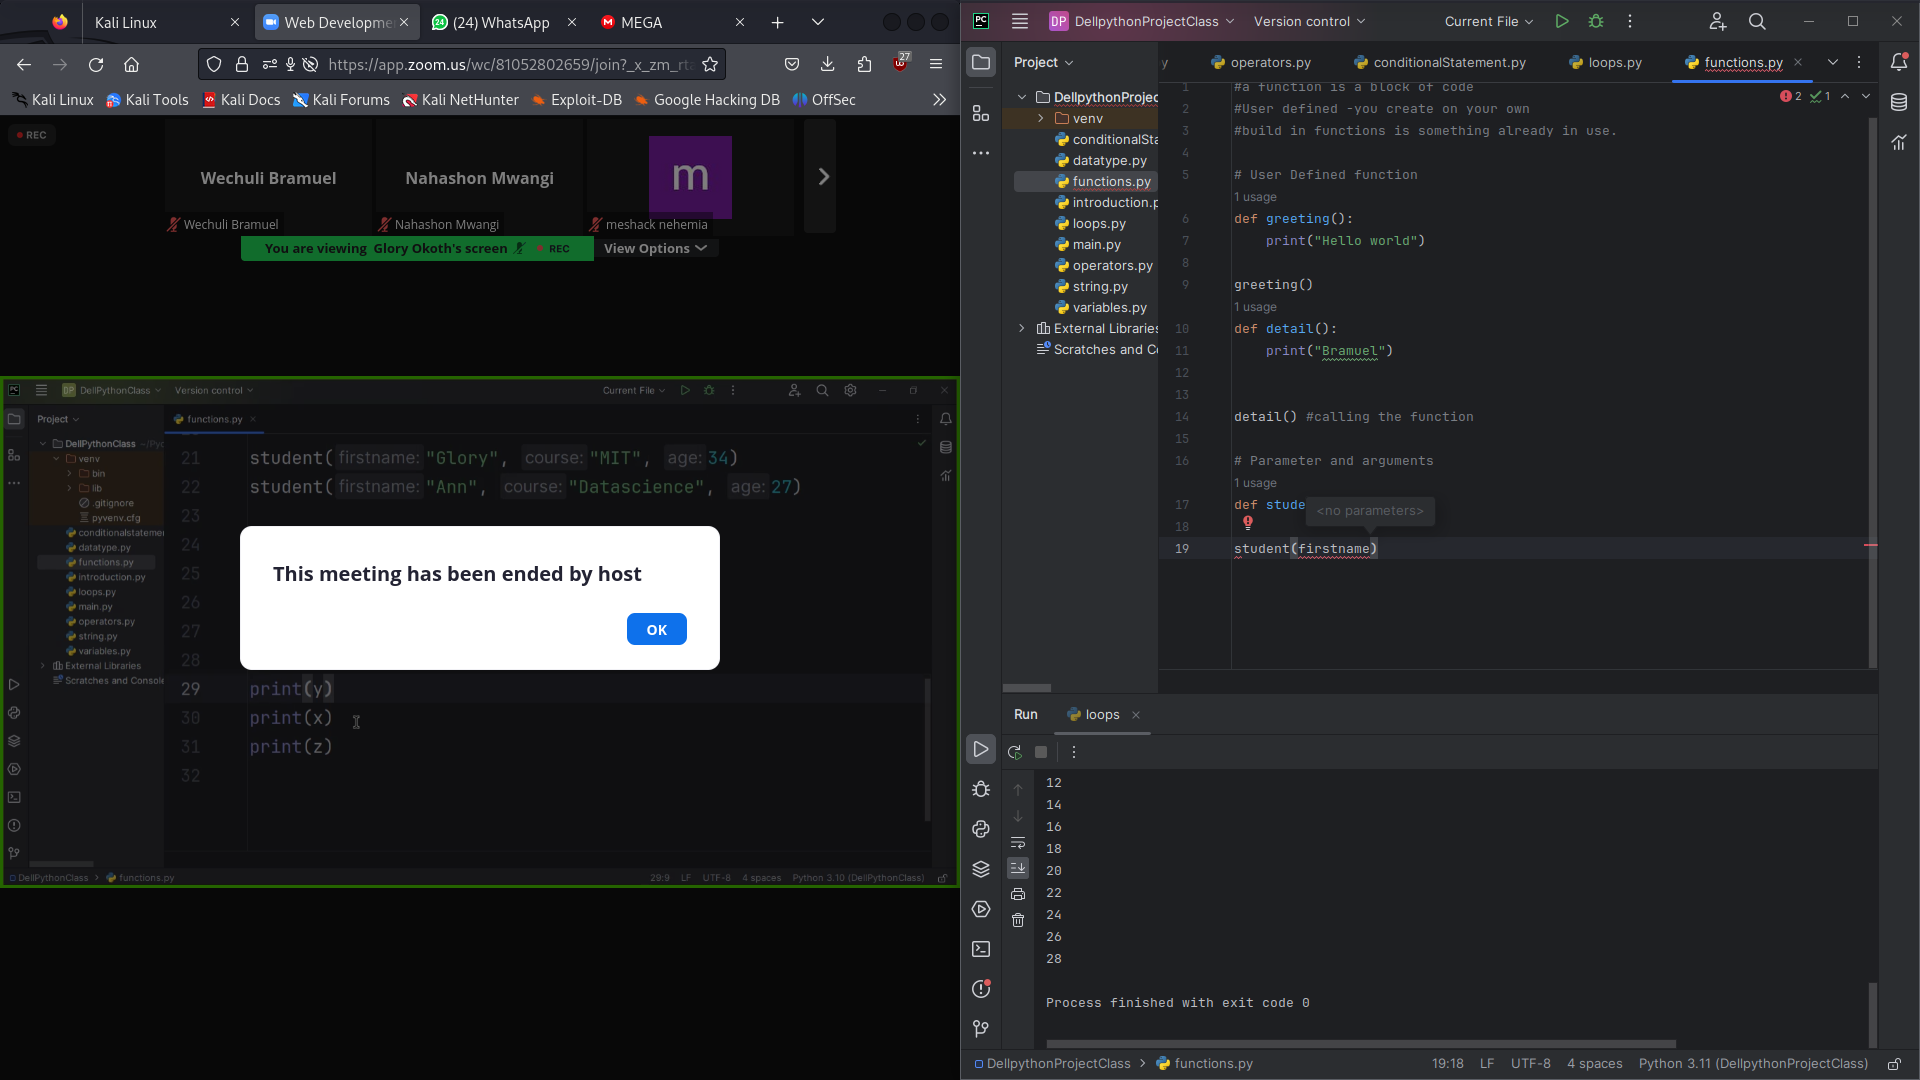 Kali Linux
Web Developme
(24) WhatsApp
MEGA
https://app.zoom.us/wc/81052802659/join?_x_zm_rta
27
Kali Linux
Kali Tools
Kali Docs
Kali Forums
Kali NetHunter
Exploit-DB
Google Hacking DB
OffSec
REC
Wechuli Bramuel
Nahashon Mwangi
m
Wechuli Bramuel
Nahashon Mwangi
meshack nehemia
You are viewing Glory Okoth's screen
REC
View Options
PC
DP
DellPythonClass
Version control
Current File
Project
functions.py
DellPythonClass
venv
bin
lib
.gitignore
pyvenv.cfg
conditionalstatemen
datatype.py
functions.py
introduction.py
loops.py
main.py
operators.py
string.py
variables.py
External Libraries
Scratches and Console
21 student( firstname: "Glory", course: "MIT", age: 34)
22 student( firstname: "Ann", course: "Datascience", age: 27)
23
24
25
26
27
28
29 print(y)
30 print(x)
31 print(z)
32
This meeting has been ended by host
OK
DellPythonClass > functions.py
29:9 LF UTF-8 4 spaces Python 3.10 (DellPythonClass)
PC
DP
DellpythonProjectClass
Version control
Current File
Project
y
operators.py
conditionalStatement.py
loops.py
functions.py
DellpythonProjec
venv
conditionalSta
datatype.py
functions.py
introduction.p
loops.py
main.py
operators.py
string.py
variables.py
External Libraries
Scratches and Co
2 1
1 #a function is a block of code
2 #User defined -you create on your own
3 #build in functions is something already in use.
4
5 # User Defined function
1 usage
6 def greeting():
7 print("Hello world")
8
9 greeting()
1 usage
10 def detail():
11 print("Bramuel")
12
13
14 detail() #calling the function
15
16 # Parameter and arguments
1 usage
17 def stude
<no parameters>
18
19 student(firstname)
Run
loops
12
14
16
18
20
22
24
26
28
Process finished with exit code 0
DellpythonProjectClass > functions.py
19:18 LF UTF-8 4 spaces Python 3.11 (DellpythonProjectClass)